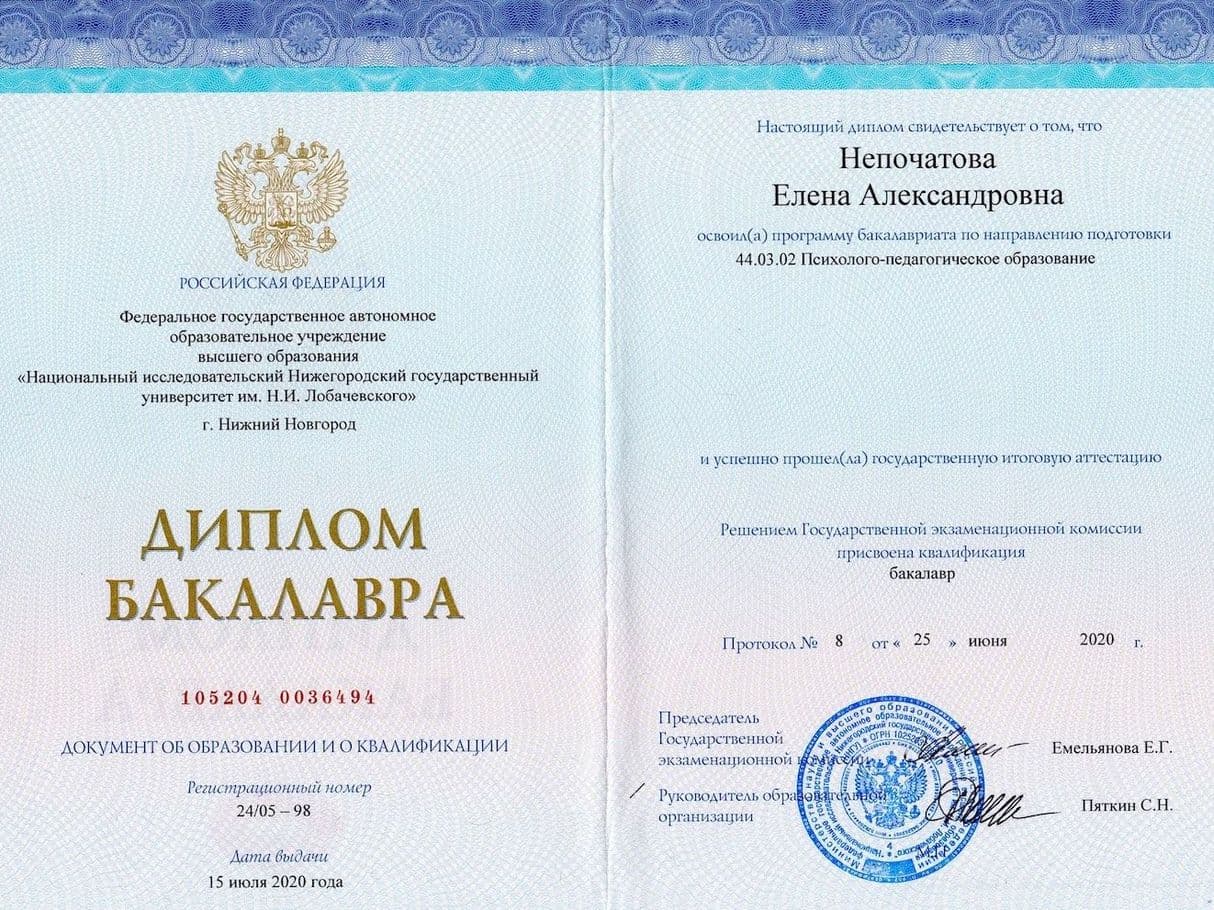 РОССИЙСКАЯ ФЕДЕРАЦИЯ
Федеральное государственное автономное
образовательное учреждение
высшего образования
«Национальный исследовательский Нижегородский государственный
университет им. Н.И. Лобачевского»
г. Нижний Новгород
ДИПЛОМ
БАКАЛАВРА
105204 0036494
ДОКУМЕНТ ОБ ОБРАЗОВАНИИ И О КВАЛИФИКАЦИИ
Регистрационный номер
24/05 – 98
Дата выдачи
15 июля 2020 года
Настоящий диплом свидетельствует о том, что
Непочатова
Елена Александровна
освоил(а) программу бакалавриата по направлению подготовки
44.03.02 Психолого-педагогическое образование
и успешно прошел(ла) государственную итоговую аттестацию
Решением Государственной экзаменационной комиссии
присвоена квалификация
бакалавр
Протокол № 8 от « 25 » июня 2020 г.
Председатель
Государственной
экзаменационной комиссии
Емельянова Е.Г.
Руководитель образовательной
организации
Пяткин С.Н.